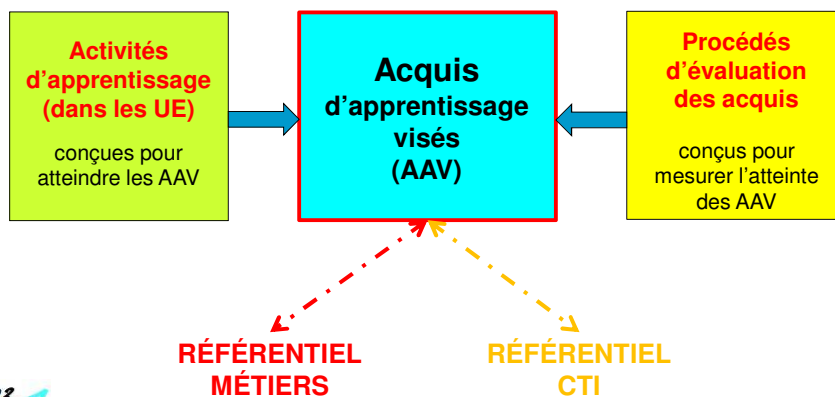 Activités
d’apprentissage
(dans les UE)
conçues pour
atteindre les AAV
Acquis
d’apprentissage
visés
(AAV)
Procédés
d’évaluation
des acquis
conçus pour
mesurer l’atteinte
des AAV
RÉFÉRENTIEL
MÉTIERS
RÉFÉRENTIEL
CTI